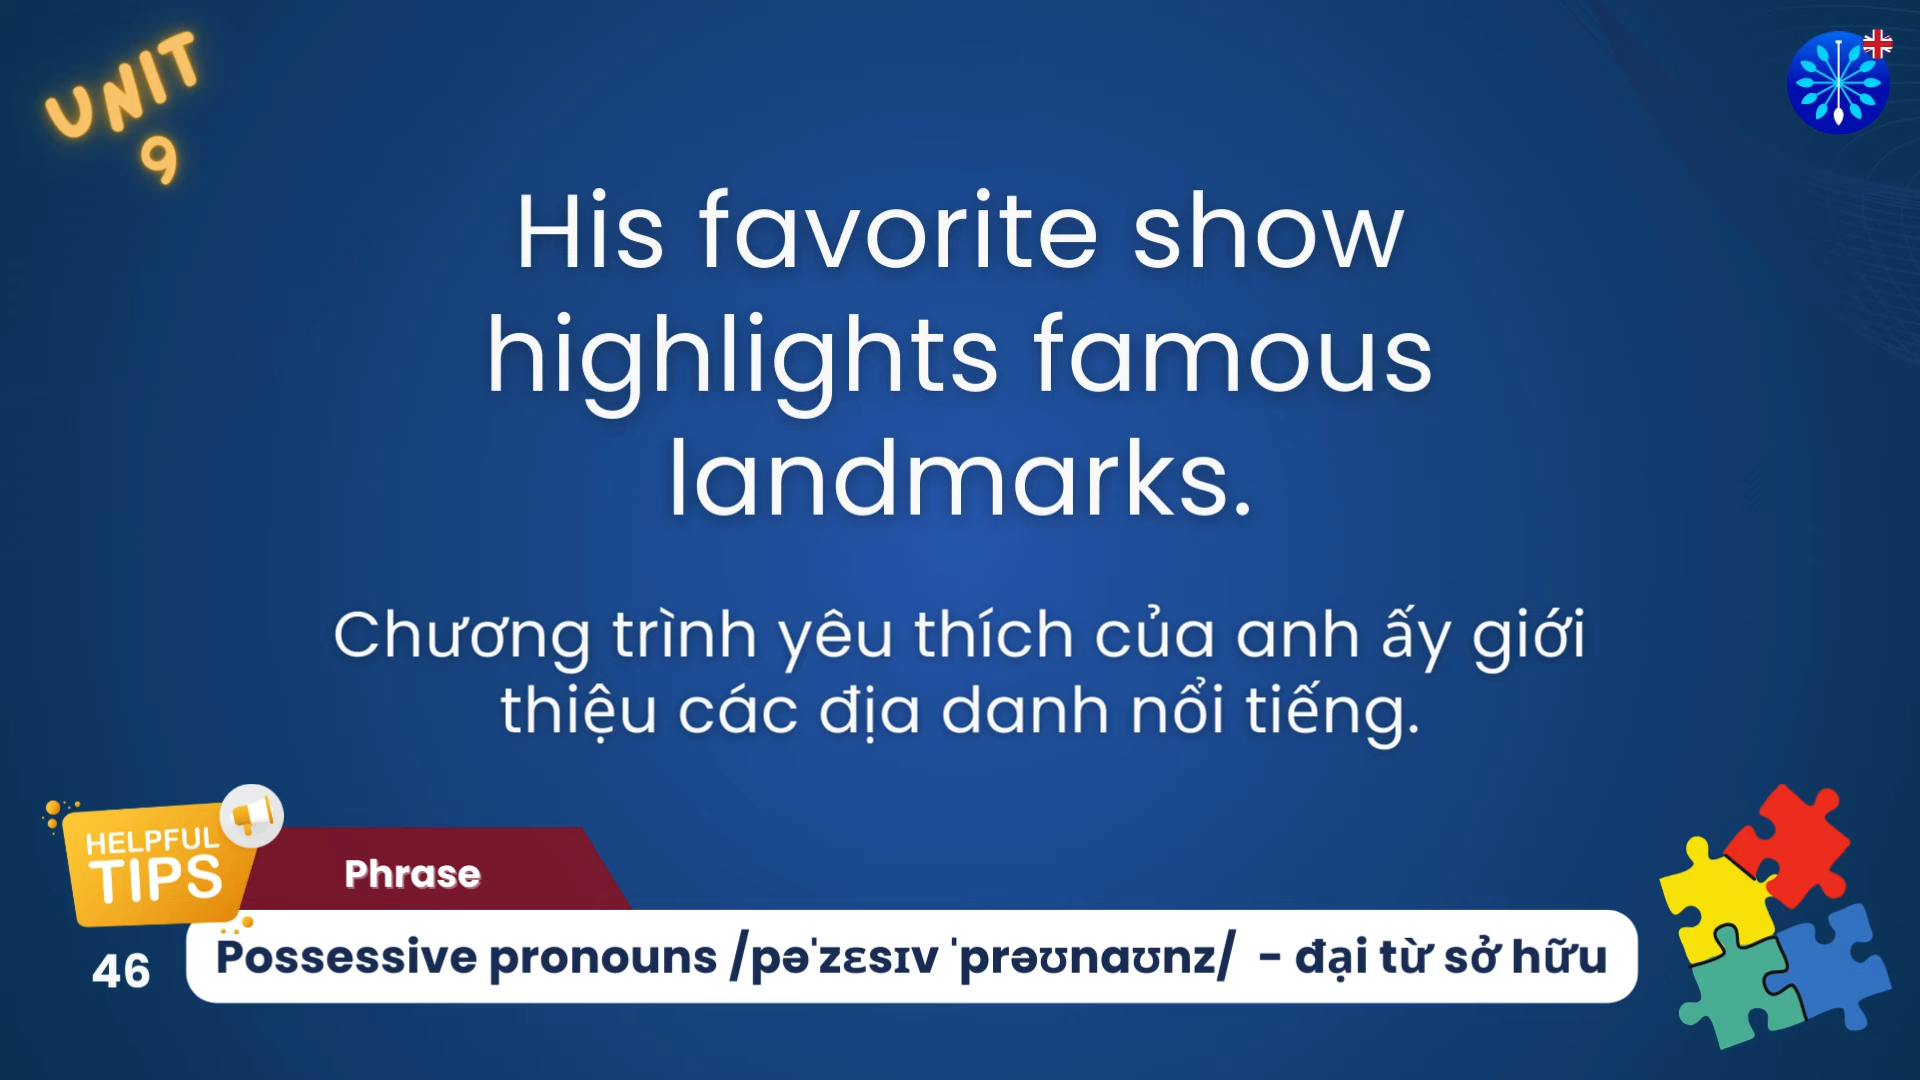 UNIT
9
His favorite show
highlights famous
landmarks.
Chương trình yêu thích của anh ấy giới
thiệu các địa danh nổi tiếng.
HELPFUL
TIPS
Phrase
46
Possessive pronouns /pəˈzɛsɪv ˈprəʊnaʊnz/ - đại từ sở hữu